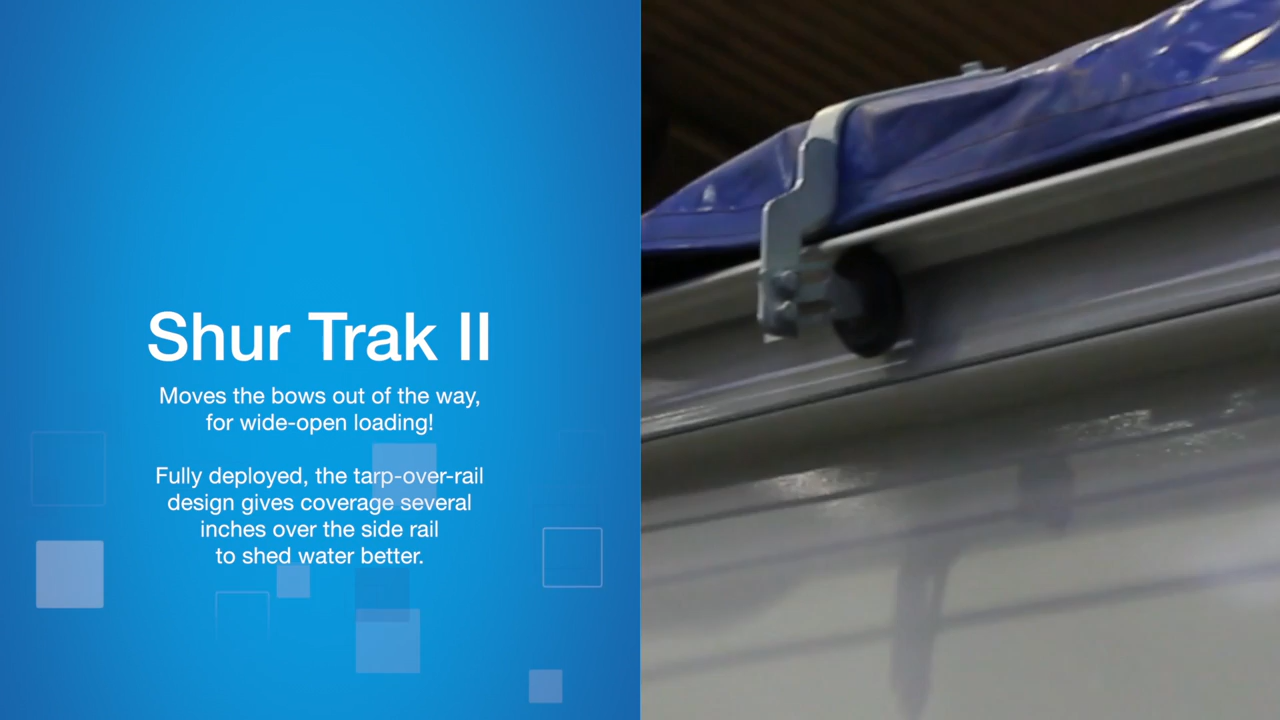 Shur Trak II
Moves the bows out of the way,
for wide-open loading!
Fully deployed, the tarp-over-rail
design gives coverage several
inches over the side rail
to shed water better.